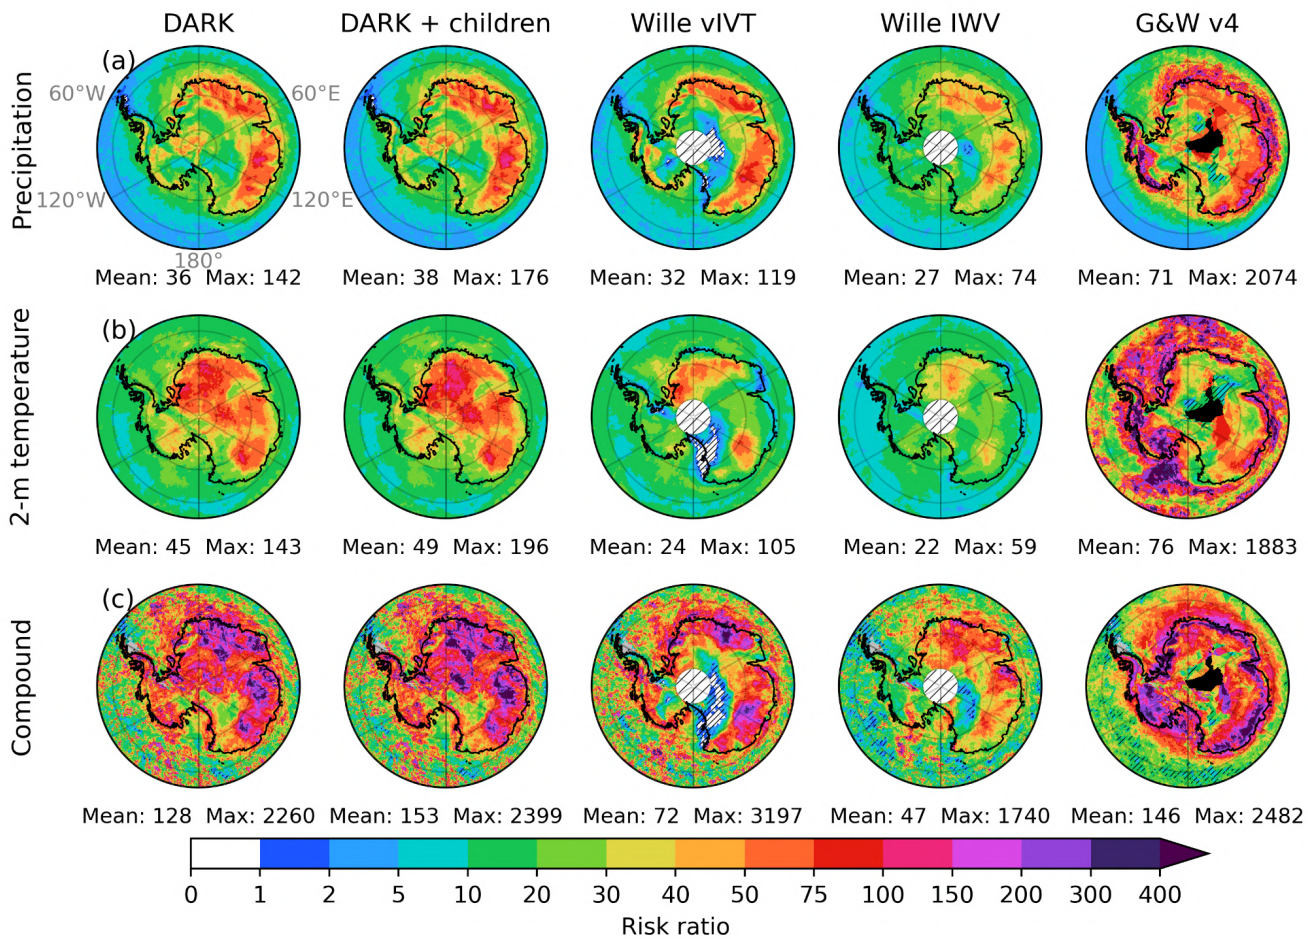 DARK DARK + children Wille vIVT Wille IWV G&W v4
Precipitation
(a)
60°W 60°E
120°W 120°E
180°
Mean: 36 Max: 142 Mean: 38 Max: 176 Mean: 32 Max: 119 Mean: 27 Max: 74 Mean: 71 Max: 2074
2-m temperature
(b)
Mean: 45 Max: 143 Mean: 49 Max: 196 Mean: 24 Max: 105 Mean: 22 Max: 59 Mean: 76 Max: 1883
Compound
(c)
Mean: 128 Max: 2260 Mean: 153 Max: 2399 Mean: 72 Max: 3197 Mean: 47 Max: 1740 Mean: 146 Max: 2482
0 1 2 5 10 20 30 40 50 75 100 150 200 300 400
Risk ratio